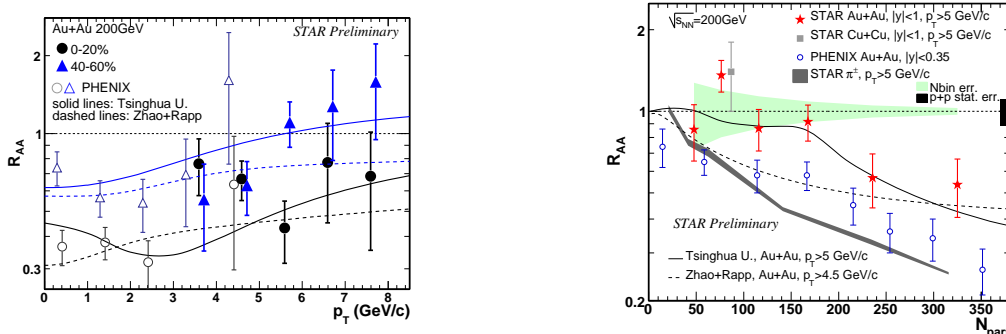 Au+Au 200GeV
STAR Preliminary
0-20%
40-60%
PHENIX
solid lines: Tsinghua U.
dashed lines: Zhao+Rapp
2
1
0.3
R_AA
0 1 2 3 4 5 6 7 8
p_T (GeV/c)
√s_NN=200GeV
STAR Au+Au, |y|<1, p_T>5 GeV/c
STAR Cu+Cu, |y|<1, p_T>5 GeV/c
PHENIX Au+Au, |y|<0.35
STAR π±, p_T>5 GeV/c
Nbin err.
p+p stat. err.
2
1
0.2
R_AA
STAR Preliminary
Tsinghua U., Au+Au, p_T>5 GeV/c
Zhao+Rapp, Au+Au, p_T>4.5 GeV/c
0 50 100 150 200 250 300 350